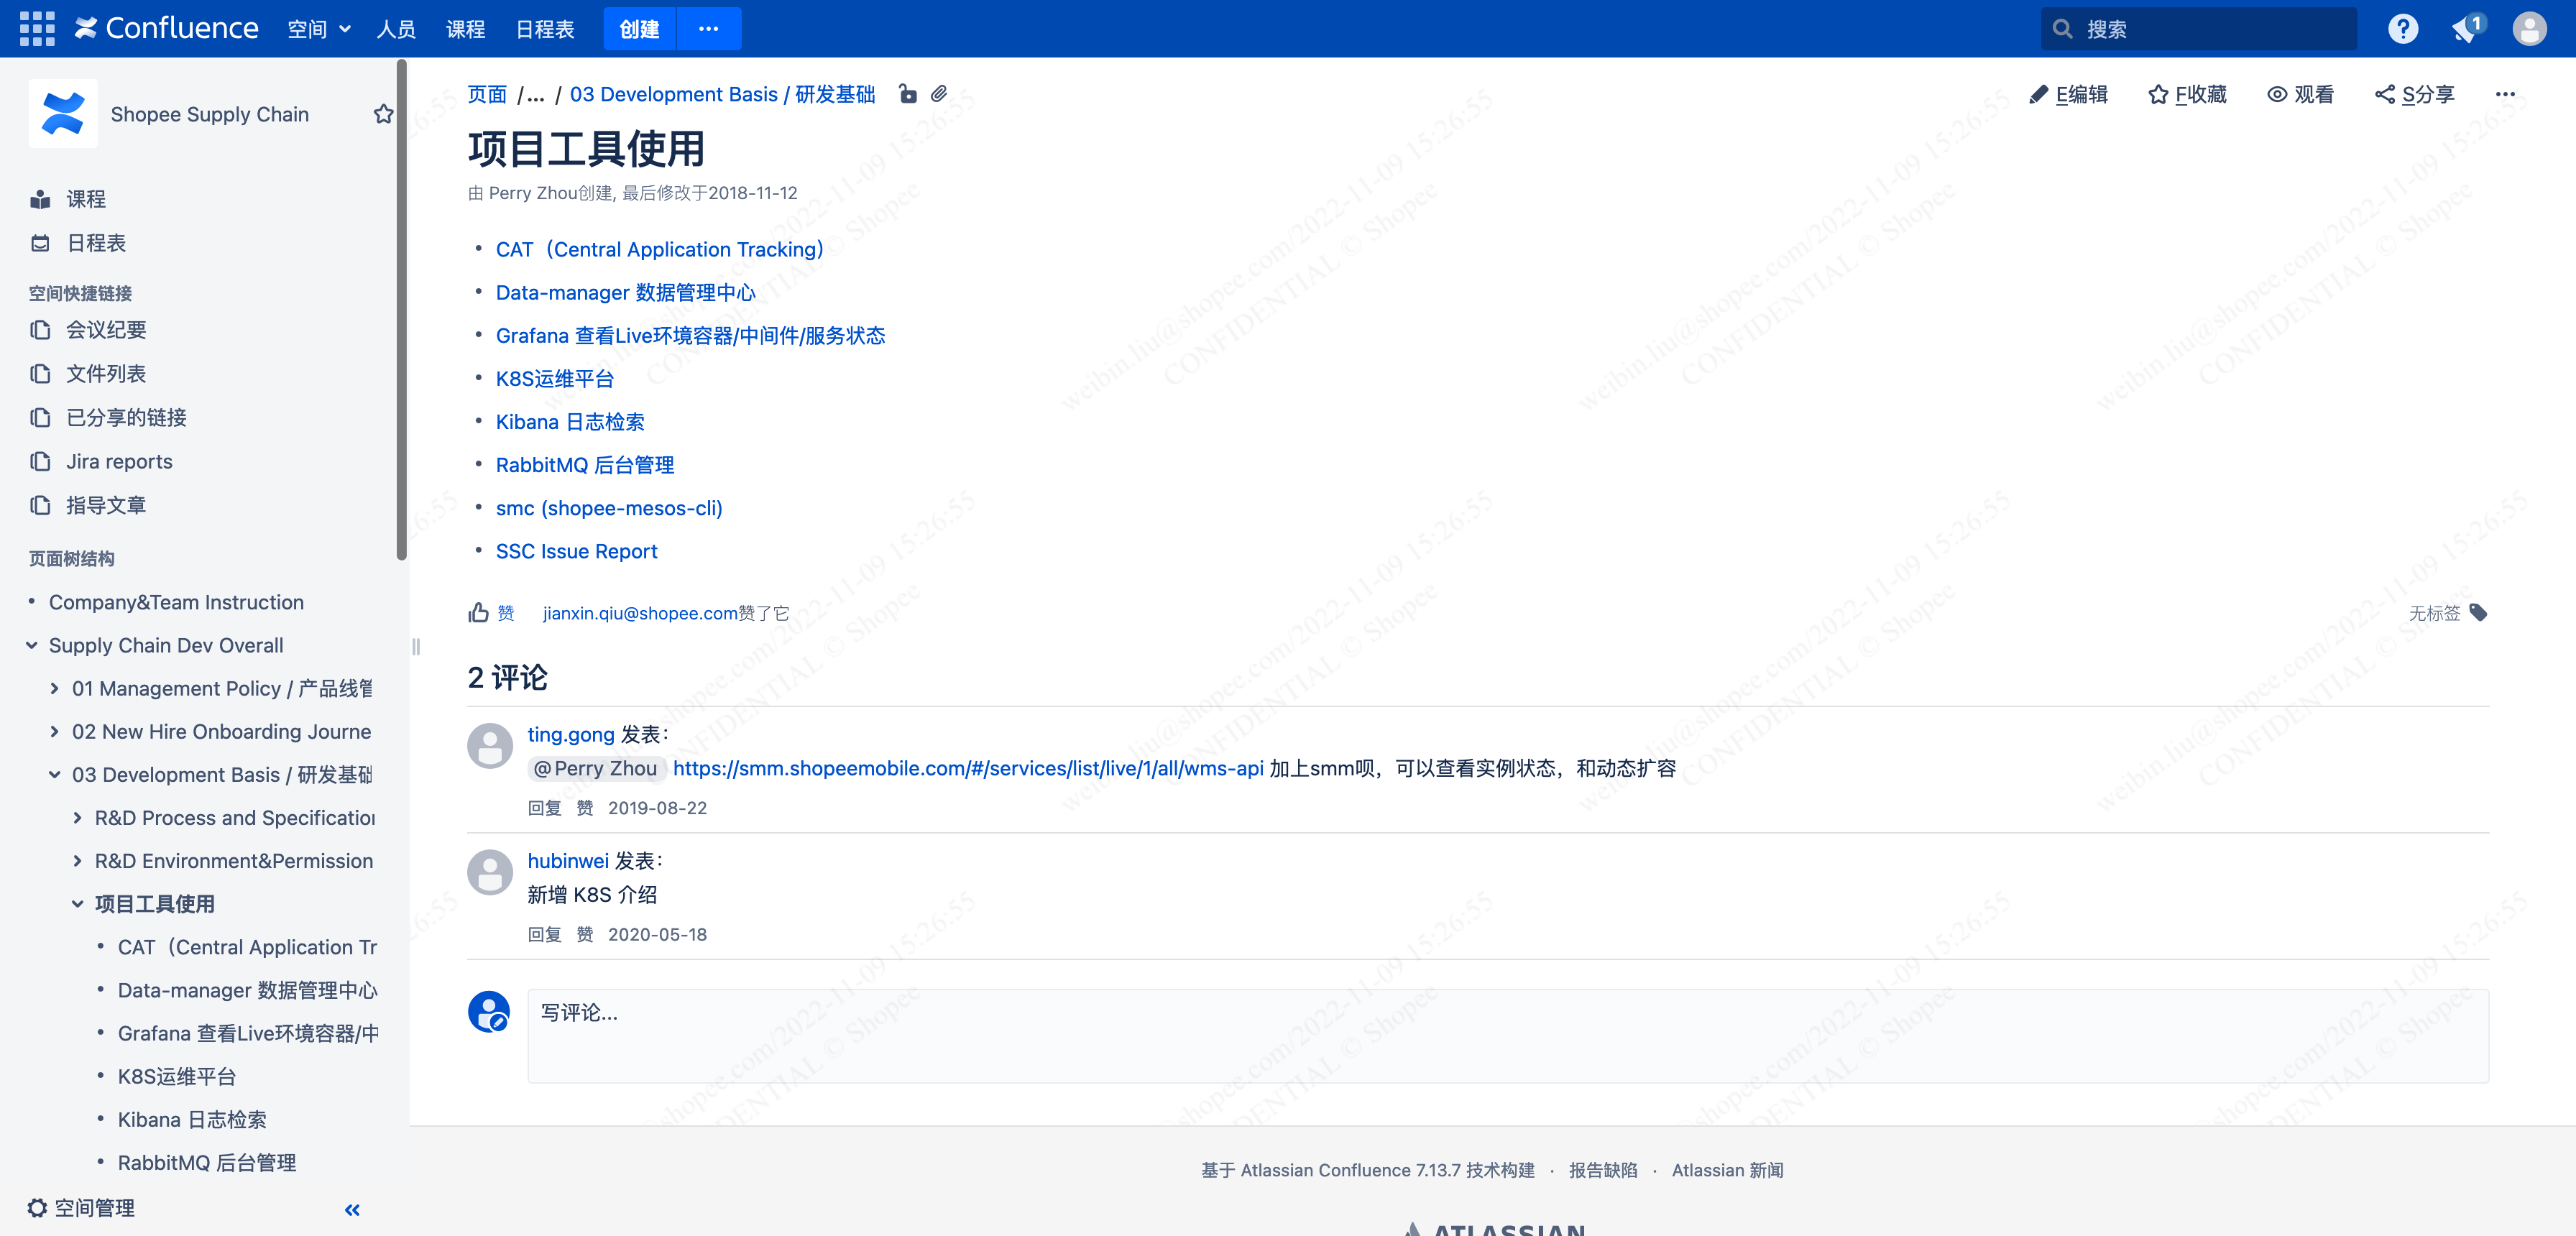 Confluence 空间 人员 课程 日程表 创建 ··· 搜索 1
Shopee Supply Chain
课程
日程表
空间快捷链接
会议纪要
文件列表
已分享的链接
Jira reports
指导文章
页面树结构
Company&Team Instruction
Supply Chain Dev Overall
01 Management Policy / 产品线管
02 New Hire Onboarding Journe
03 Development Basis / 研发基础
R&D Process and Specification
R&D Environment&Permission
项目工具使用
CAT（Central Application Tr
Data-manager 数据管理中心
Grafana 查看Live环境容器/中
K8S运维平台
Kibana 日志检索
RabbitMQ 后台管理
空间管理
页面 /... / 03 Development Basis / 研发基础
E编辑 F收藏 观看 S分享 ···
项目工具使用
由 Perry Zhou创建, 最后修改于2018-11-12
• CAT（Central Application Tracking）
• Data-manager 数据管理中心
• Grafana 查看Live环境容器/中间件/服务状态
• K8S运维平台
• Kibana 日志检索
• RabbitMQ 后台管理
• smc (shopee-mesos-cli)
• SSC Issue Report
赞 jianxin.qiu@shopee.com赞了它
无标签
2 评论
ting.gong 发表：
@Perry Zhou https://smm.shopeemobile.com/#/services/list/live/1/all/wms-api 加上smm呗，可以查看实例状态，和动态扩容
回复 赞 2019-08-22
hubinwei 发表：
新增 K8S 介绍
回复 赞 2020-05-18
写评论...
基于 Atlassian Confluence 7.13.7 技术构建 · 报告缺陷 · Atlassian 新闻
ATLASSIAN
weibin.liu@shopee.com/2022-11-09 15:26:55
CONFIDENTIAL © Shopee